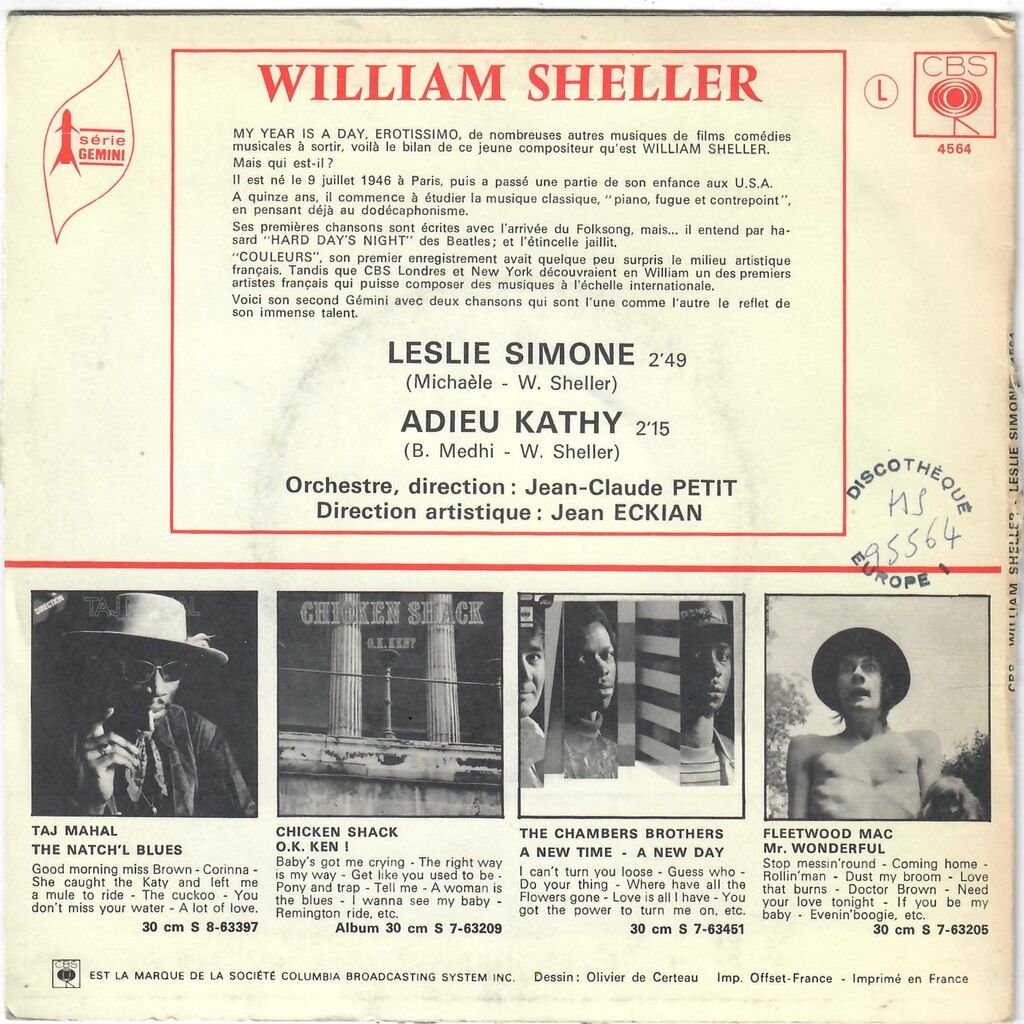 WILLIAM SHELLER
L
CBS
4564
série
GEMINI
MY YEAR IS A DAY, EROTISSIMO, de nombreuses autres musiques de films comédies
musicales à sortir, voilà le bilan de ce jeune compositeur qu'est WILLIAM SHELLER.
Mais qui est-il ?
Il est né le 9 juillet 1946 à Paris, puis a passé une partie de son enfance aux U.S.A.
A quinze ans, il commence à étudier la musique classique, "piano, fugue et contrepoint",
en pensant déjà au dodécaphonisme.
Ses premières chansons sont écrites avec l'arrivée du Folksong, mais... il entend par ha-
sard "HARD DAY'S NIGHT" des Beatles; et l'étincelle jaillit.
"COULEURS", son premier enregistrement avait quelque peu surpris le milieu artistique
français. Tandis que CBS Londres et New York découvraient en William un des premiers
artistes français qui puisse composer des musiques à l'échelle internationale.
Voici son second Gémini avec deux chansons qui sont l'une comme l'autre le reflet de
son immense talent.
LESLIE SIMONE 2'49
(Michaèle - W. Sheller)
ADIEU KATHY 2'15
(B. Medhi - W. Sheller)
Orchestre, direction : Jean-Claude PETIT
Direction artistique : Jean ECKIAN
DISCOTHÈQUE
95564
EUROPE 1
CBS - WILLIAM SHELLER - LESLIE SIMONE
DIRECTION
TAJ MAHAL
CHICKEN SHACK
O.K. KEN?
TAJ MAHAL
THE NATCH'L BLUES
Good morning miss Brown - Corinna -
She caught the Katy and left me
a mule to ride - The cuckoo - You
don't miss your water - A lot of love.
30 cm S 8-63397
CHICKEN SHACK
O.K. KEN !
Baby's got me crying - The right way
is my way - Get like you used to be -
Pony and trap - Tell me - A woman is
the blues - I wanna see my baby -
Remington ride, etc.
Album 30 cm S 7-63209
THE CHAMBERS BROTHERS
A NEW TIME - A NEW DAY
I can't turn you loose - Guess who -
Do your thing - Where have all the
Flowers gone - Love is all I have - You
got the power to turn me on, etc.
30 cm S 7-63451
FLEETWOOD MAC
Mr. WONDERFUL
Stop messin'round - Coming home -
Rollin'man - Dust my broom - Love
that burns - Doctor Brown - Need
your love tonight - If you be my
baby - Evenin'boogie, etc.
30 cm S 7-63205
CBS EST LA MARQUE DE LA SOCIÉTÉ COLUMBIA BROADCASTING SYSTEM INC. Dessin : Olivier de Certeau Imp. Offset-France - Imprimé en France